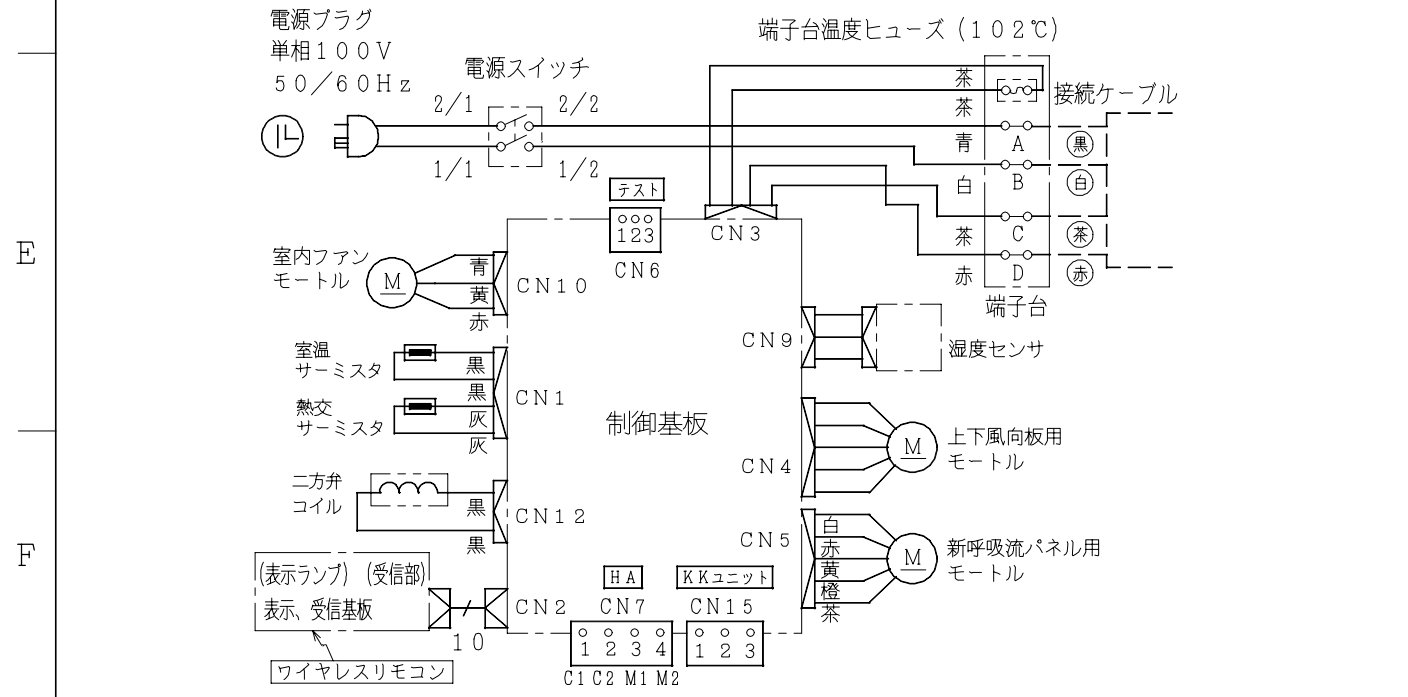 電源プラグ
単相100V
50/60Hz
電源スイッチ
2/1
2/2
1/1
1/2
端子台温度ヒューズ(102℃)
茶
茶
接続ケーブル
青
A
黒
白
B
白
茶
C
茶
赤
D
赤
端子台
テスト
123
CN6
CN3
E
室内ファン
モートル
M
青
黄
赤
CN10
室温
サーミスタ
黒
黒
CN1
熱交
サーミスタ
灰
灰
二方弁
コイル
黒
黒
CN12
制御基板
CN9
湿度センサ
CN4
M
上下風向板用
モートル
CN5
白
赤
黄
橙
茶
M
新呼吸流パネル用
モートル
F
(表示ランプ) (受信部)
表示、受信基板
10
CN2
ワイヤレスリモコン
HA
CN7
1 2 3 4
C1 C2 M1 M2
KKユニット
CN15
1 2 3